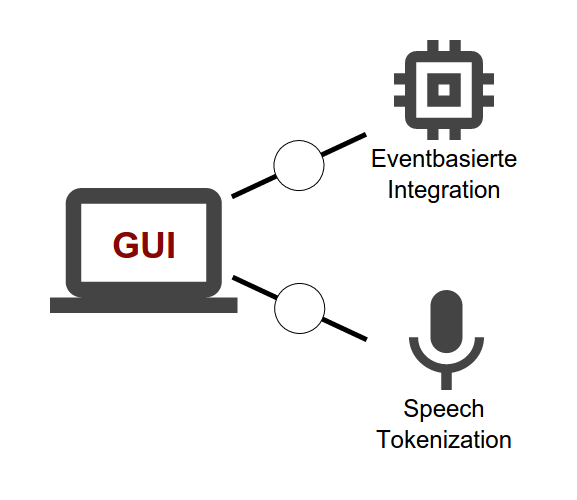 Eventbasierte
Integration
GUI
Speech
Tokenization